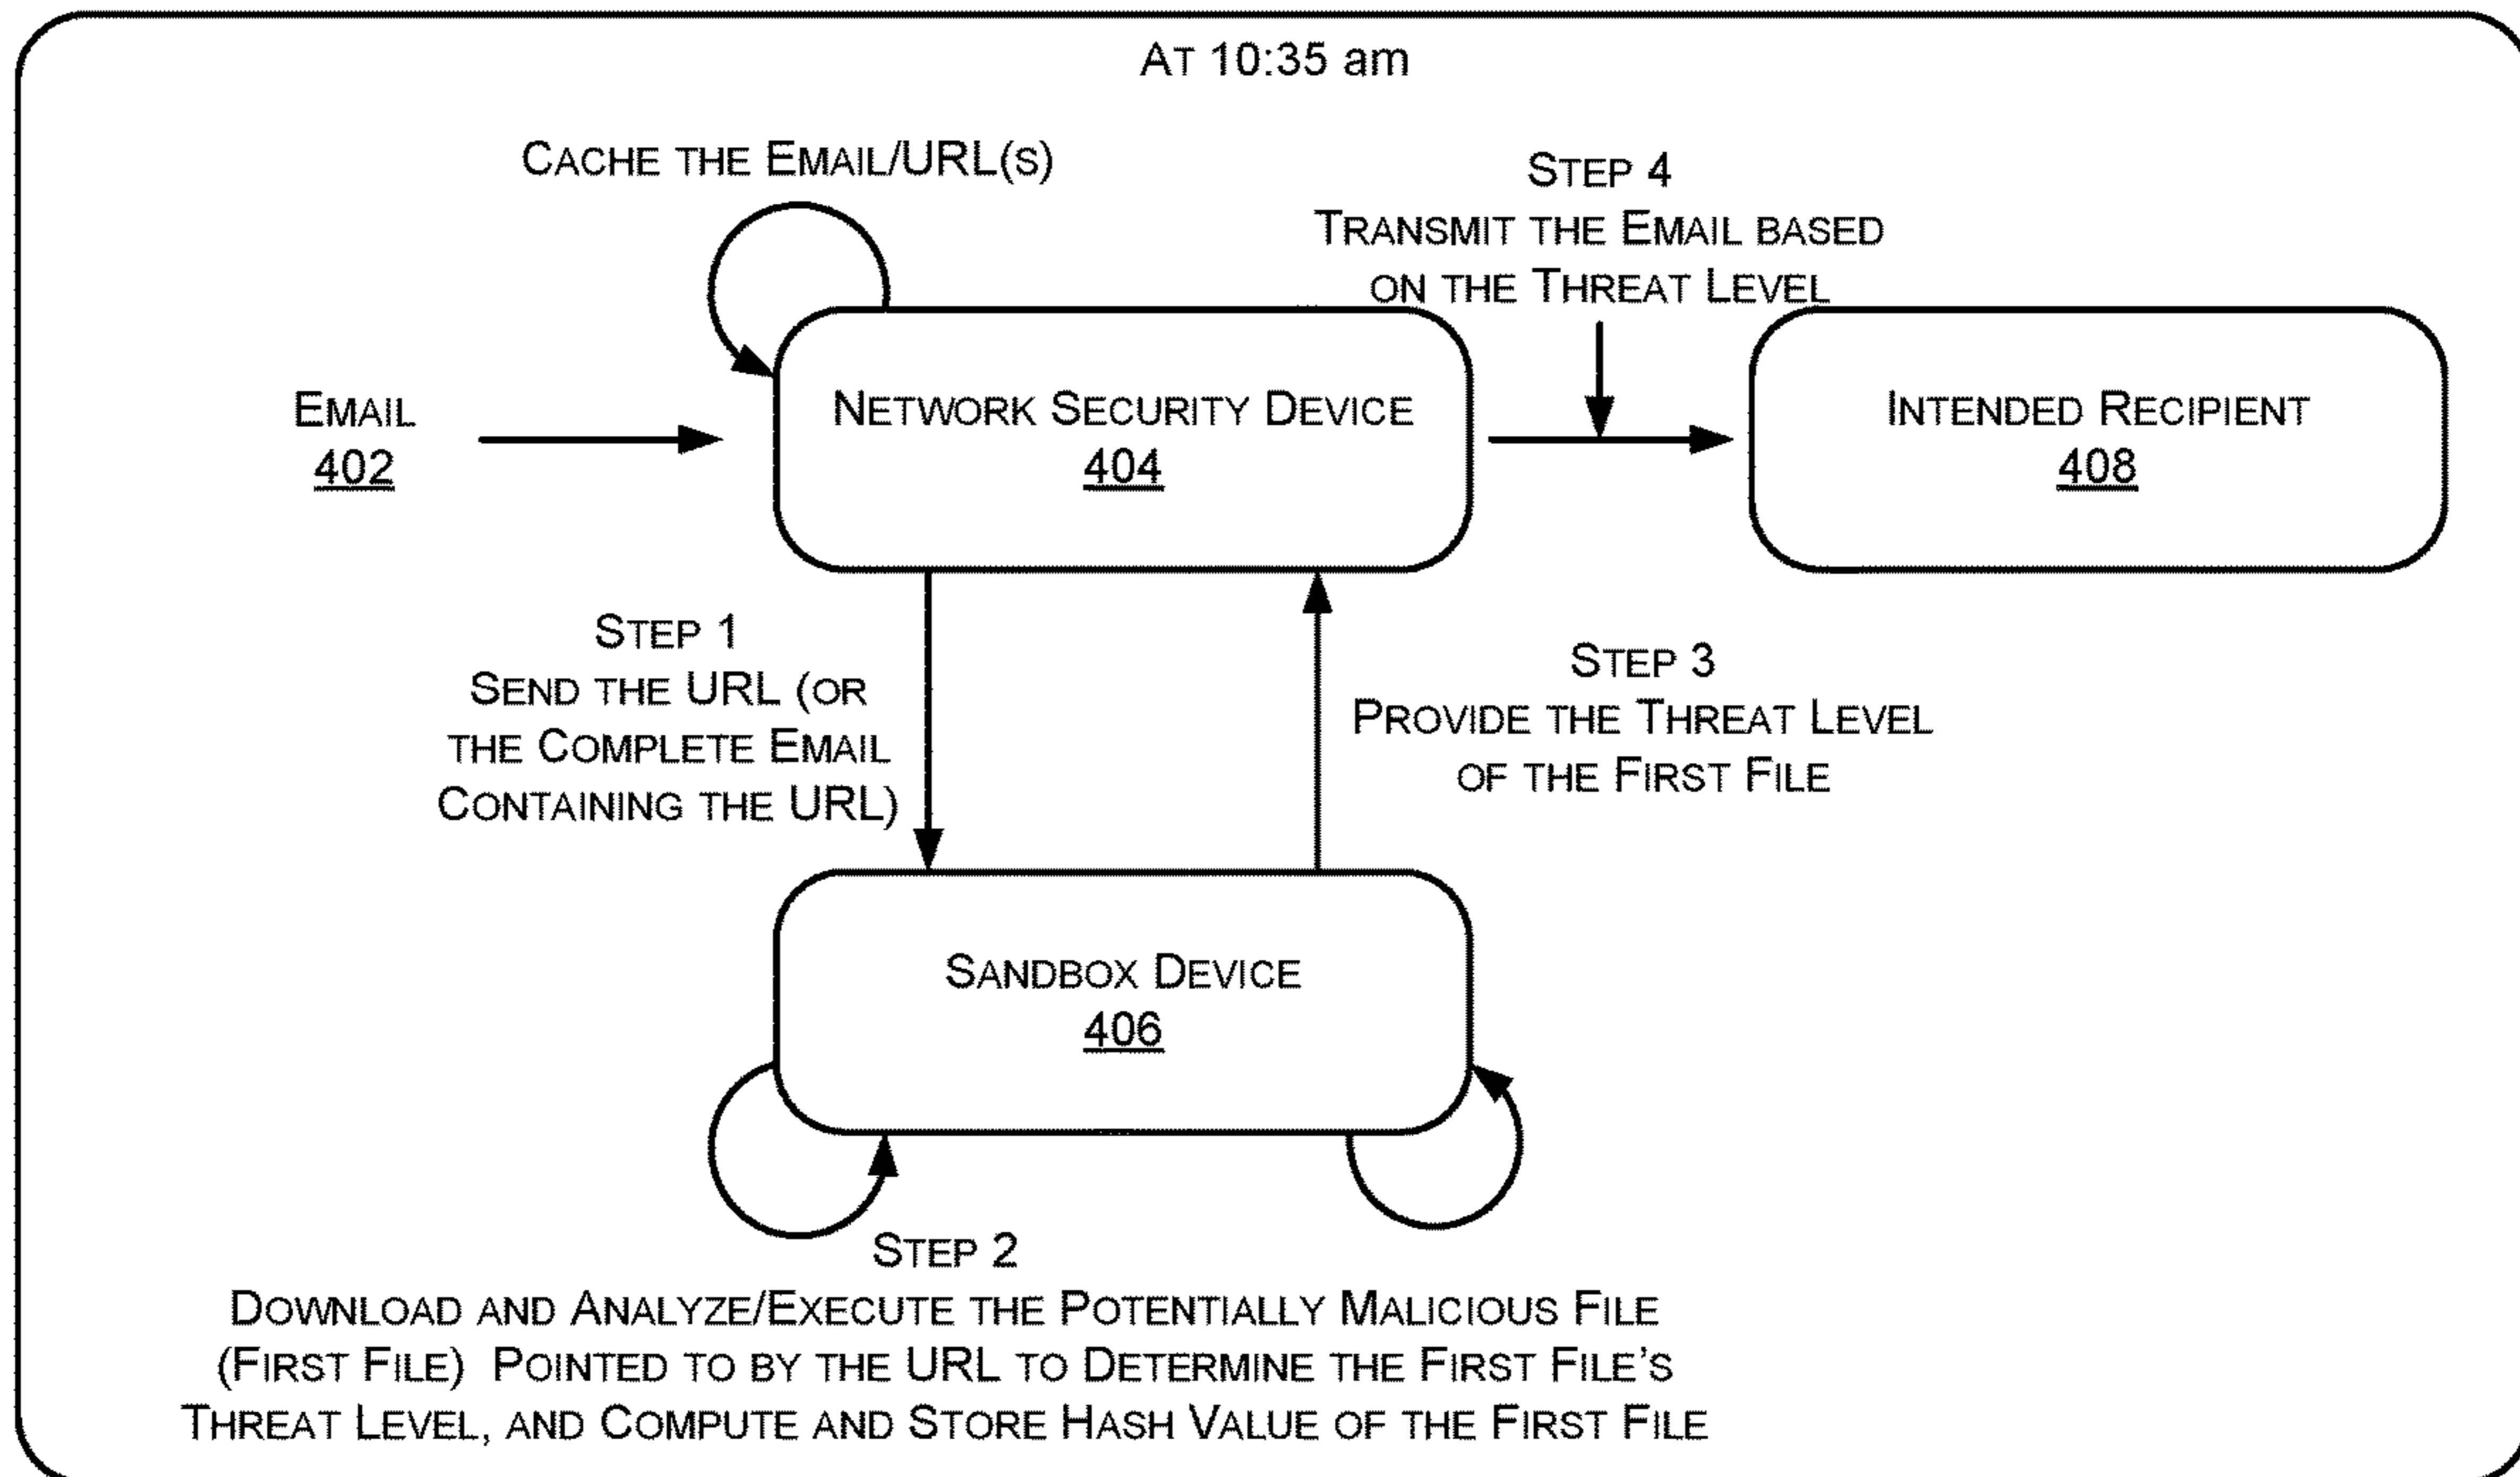 AT 10:35 am
CACHE THE EMAIL/URL(S)
STEP 4
TRANSMIT THE EMAIL BASED
ON THE THREAT LEVEL
EMAIL
402
NETWORK SECURITY DEVICE
404
INTENDED RECIPIENT
408
STEP 1
SEND THE URL (OR
THE COMPLETE EMAIL
CONTAINING THE URL)
STEP 3
PROVIDE THE THREAT LEVEL
OF THE FIRST FILE
SANDBOX DEVICE
406
STEP 2
DOWNLOAD AND ANALYZE/EXECUTE THE POTENTIALLY MALICIOUS FILE
(FIRST FILE) POINTED TO BY THE URL TO DETERMINE THE FIRST FILE'S
THREAT LEVEL, AND COMPUTE AND STORE HASH VALUE OF THE FIRST FILE